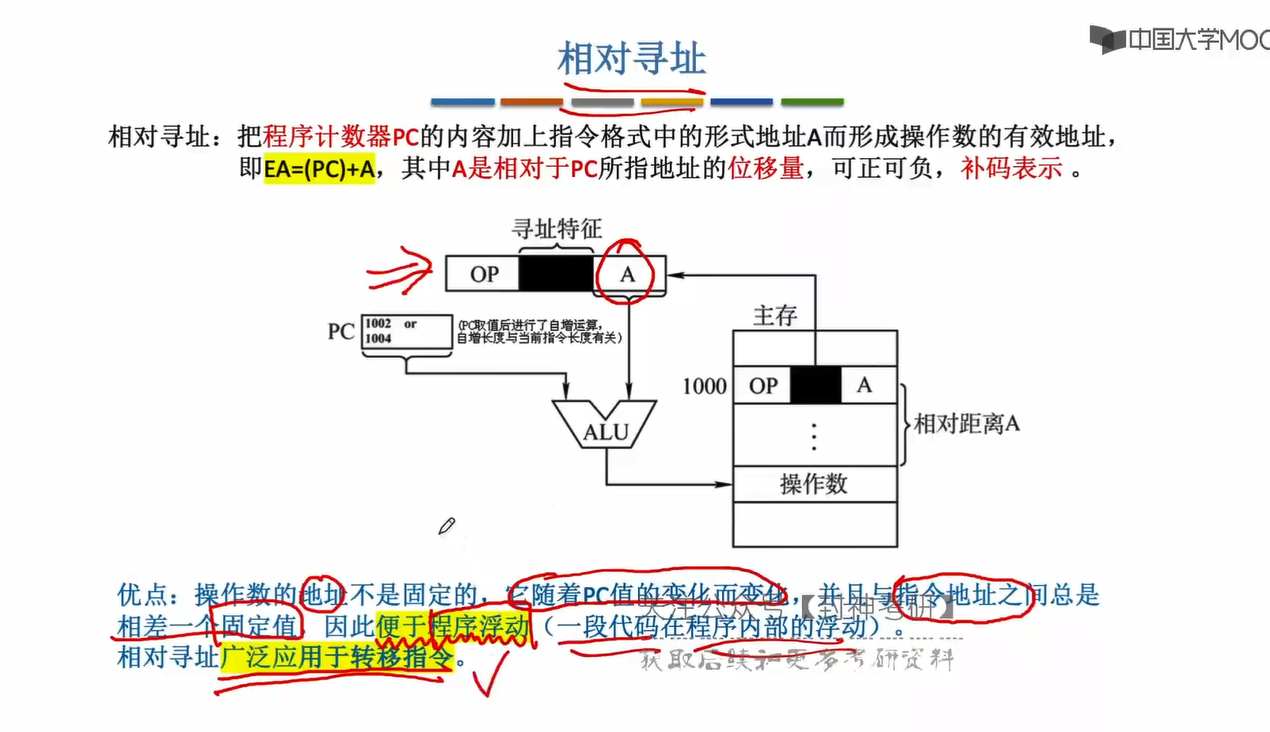 中国大学MOO
相对寻址
相对寻址：把程序计数器PC的内容加上指令格式中的形式地址A而形成操作数的有效地址，
即EA=(PC)+A，其中A是相对于PC所指地址的位移量，可正可负，补码表示 。
寻址特征
OP A
PC 1002 or
1004
(PC取值后进行了自增运算，
自增长度与当前指令长度有关)
主存
1000 OP A
ALU
相对距离A
操作数
优点：操作数的地址不是固定的，它随着PC值的变化而变化，并且与指令地址之间总是
相差一个固定值，因此便于程序浮动（一段代码在程序内部的浮动）。
相对寻址广泛应用于转移指令。
公众号【封神考研】
获取后续和更多考研资料